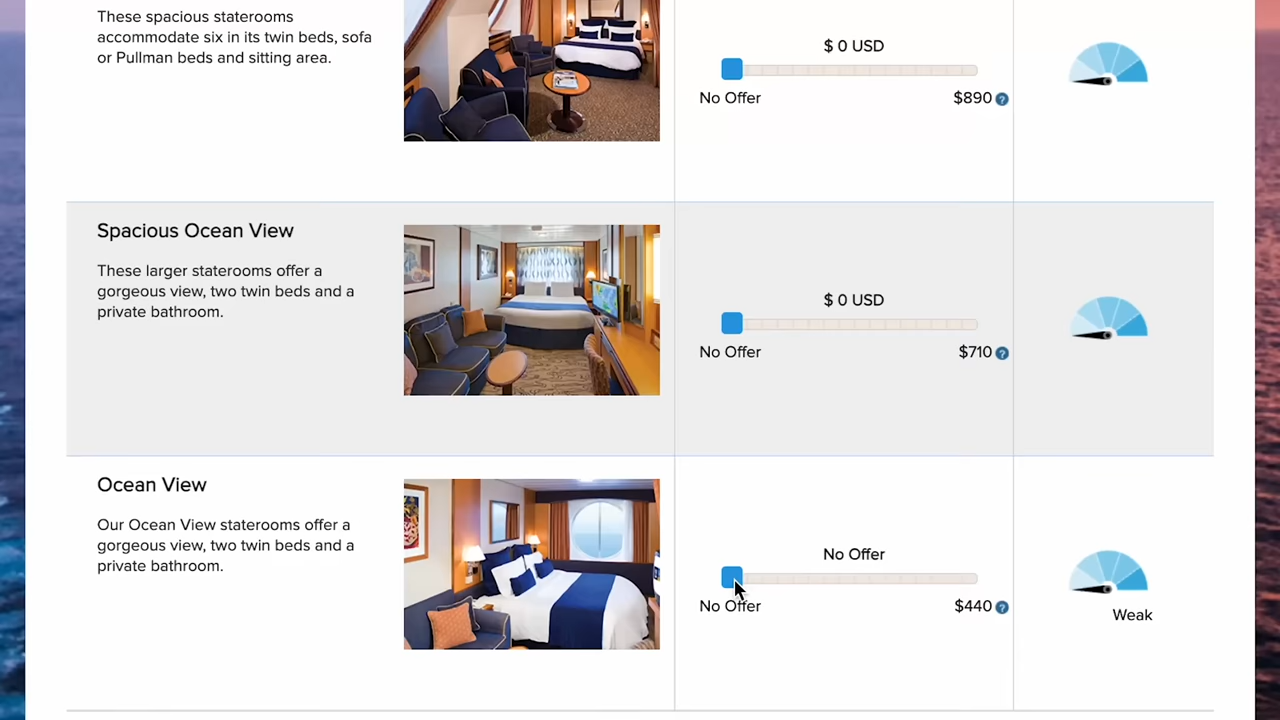 These spacious staterooms
accommodate six in its twin beds, sofa
or Pullman beds and sitting area.
$ 0 USD
No Offer
$890 ?
Spacious Ocean View
These larger staterooms offer a
gorgeous view, two twin beds and a
private bathroom.
$ 0 USD
No Offer
$710 ?
Ocean View
Our Ocean View staterooms offer a
gorgeous view, two twin beds and a
private bathroom.
No Offer
No Offer
$440 ?
Weak